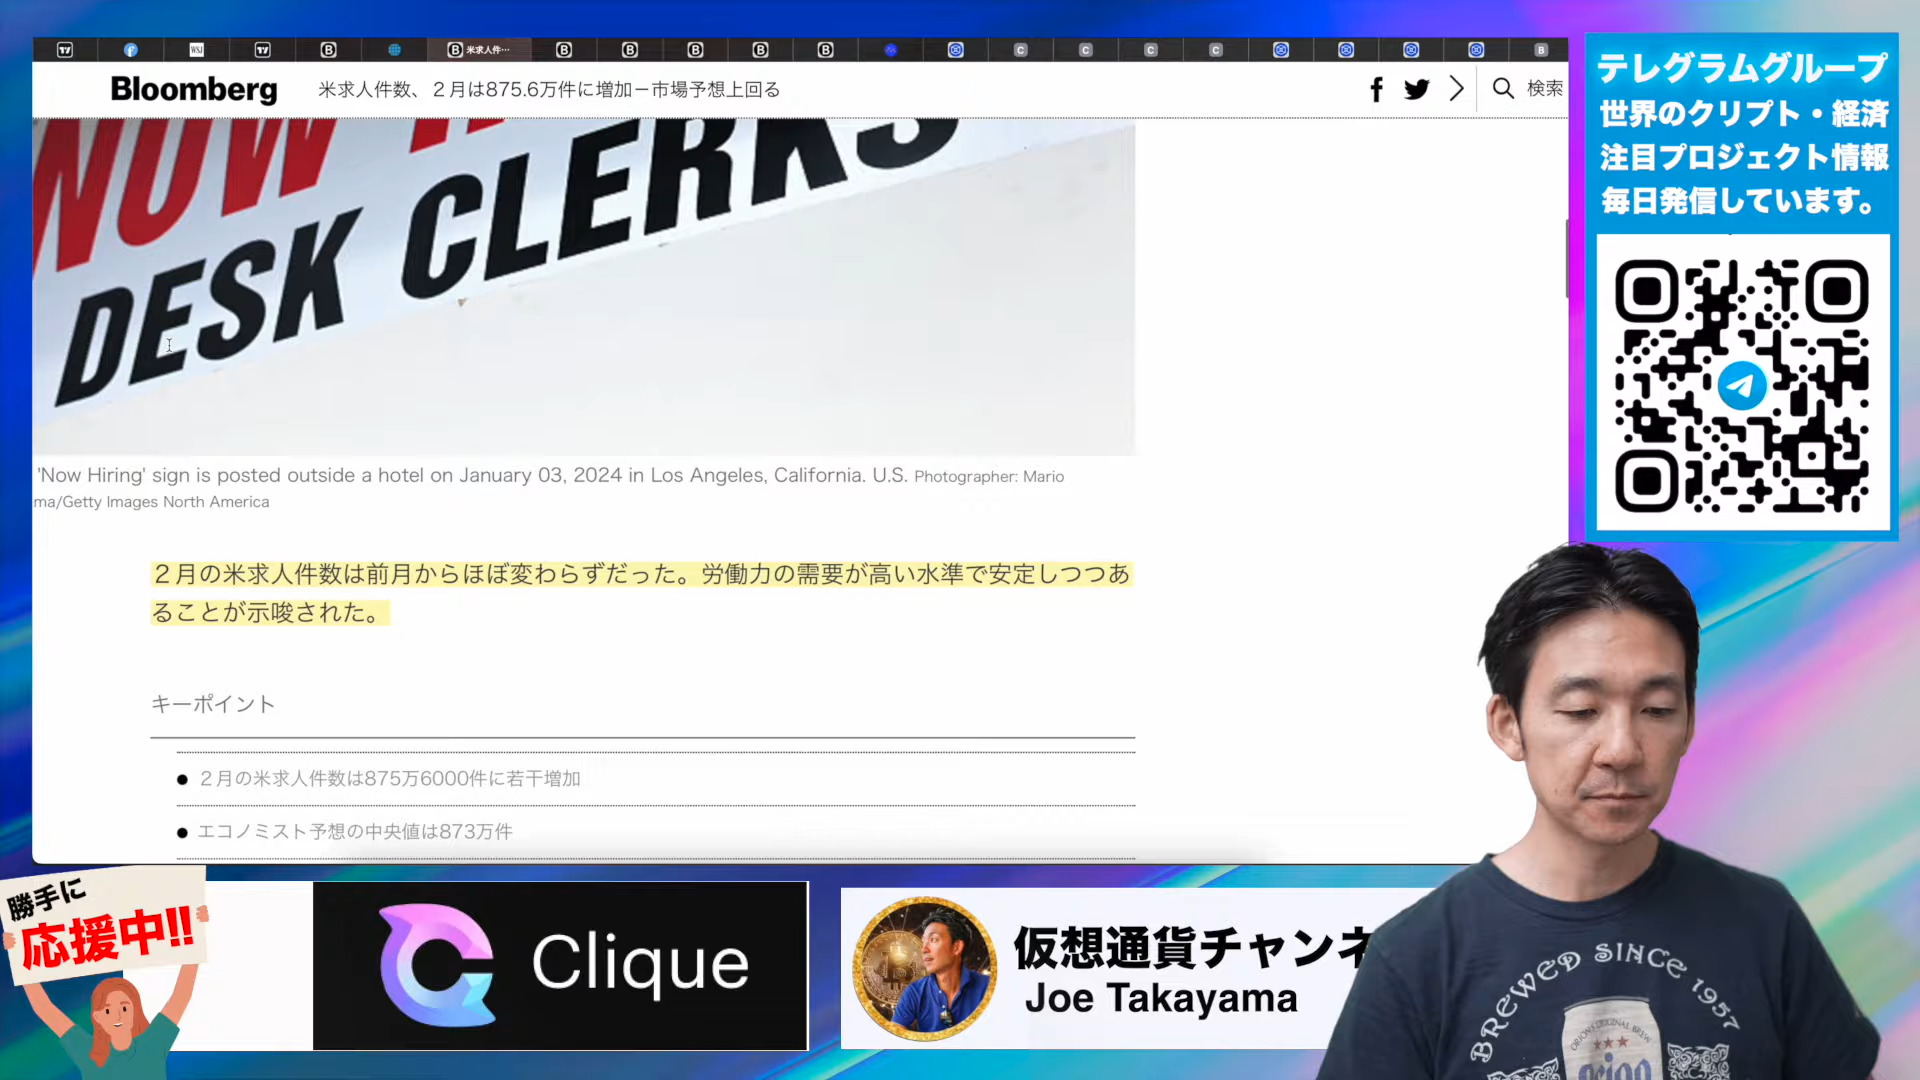 WSJ
米求人件…
Bloomberg
米求人件数、２月は875.6万件に増加－市場予想上回る
検索
DESK CLERKS
'Now Hiring' sign is posted outside a hotel on January 03, 2024 in Los Angeles, California. U.S. Photographer: Mario
ma/Getty Images North America
２月の米求人件数は前月からほぼ変わらずだった。労働力の需要が高い水準で安定しつつあ
ることが示唆された。
キーポイント
２月の米求人件数は875万6000件に若干増加
エコノミスト予想の中央値は873万件
テレグラムグループ
世界のクリプト・経済
注目プロジェクト情報
毎日発信しています。
勝手に
応援中!!
Clique
仮想通貨チャンネ
Joe Takayama
BREWED SINCE 1957